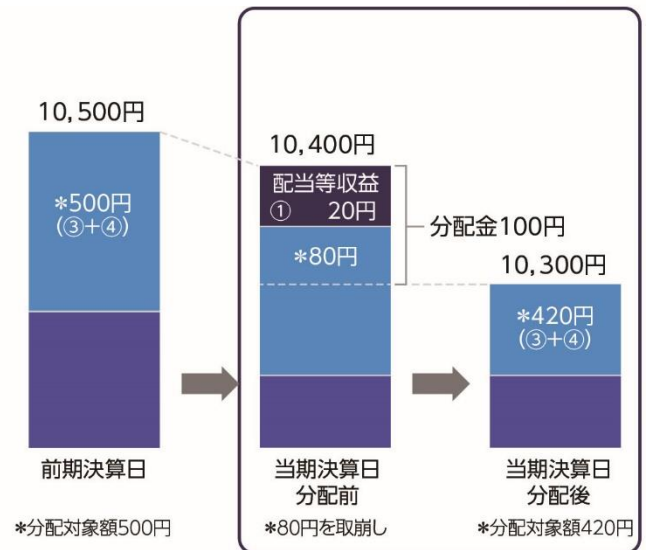 10,500円
*500円
(③+④)
前期決算日
*分配対象額500円
10,400円
配当等収益
① 20円
*80円
分配金100円
当期決算日
分配前
*80円を取崩し
10,300円
*420円
(③+④)
当期決算日
分配後
*分配対象額420円